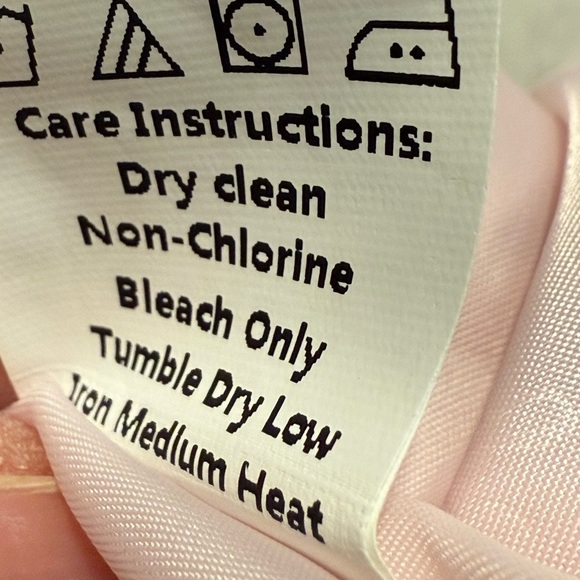 Care Instructions:
Dry clean
Non-Chlorine
Bleach Only
Tumble Dry Low
Iron Medium Heat